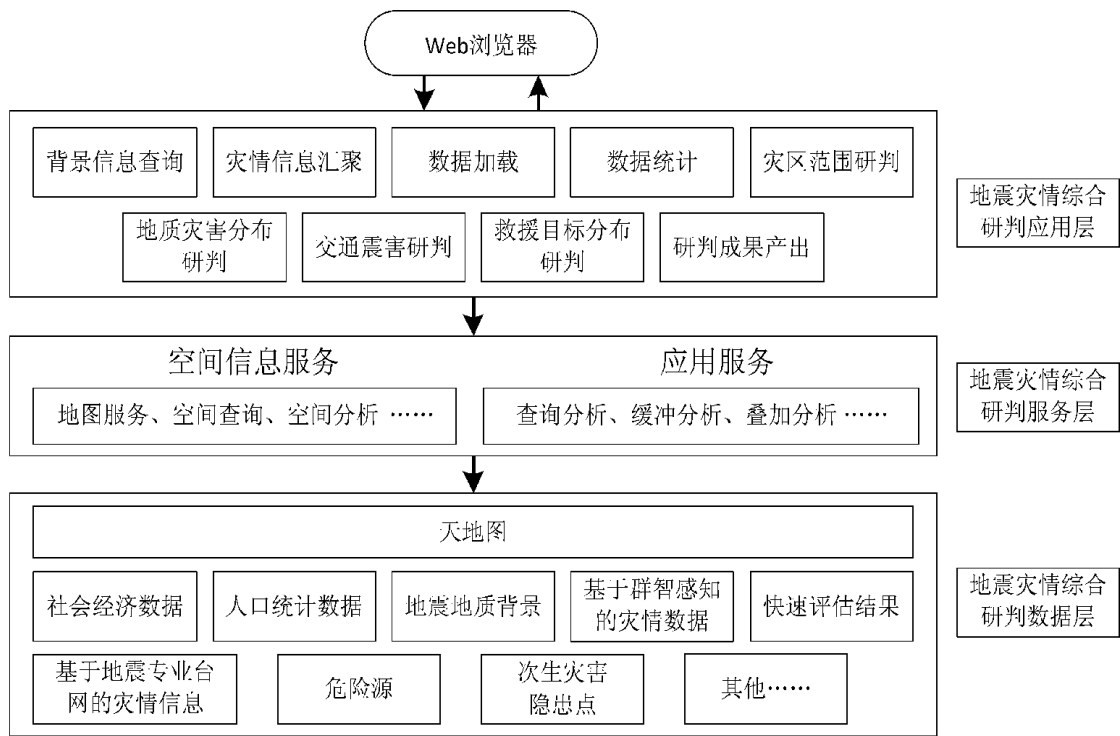 Web浏览器
背景信息查询
灾情信息汇聚
数据加载
数据统计
灾区范围研判
地质灾害分布
研判
交通震害研判
救援目标分布
研判
研判成果产出
地震灾情综合
研判应用层
空间信息服务
应用服务
地图服务、空间查询、空间分析 ……
查询分析、缓冲分析、叠加分析 ……
地震灾情综合
研判服务层
天地图
社会经济数据
人口统计数据
地震地质背景
基于群智感知
的灾情数据
快速评估结果
基于地震专业台
网的灾情信息
危险源
次生灾害
隐患点
其他……
地震灾情综合
研判数据层